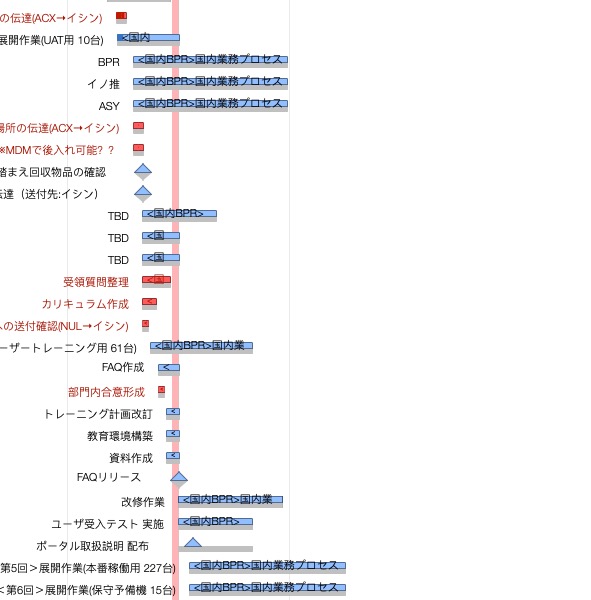 の伝達(ACX→イシン)
展開作業(UAT用 10台) <国内
BPR <国内BPR>国内業務プロセス
イノ推 <国内BPR>国内業務プロセス
ASY <国内BPR>国内業務プロセス
場所の伝達(ACX→イシン)
※MDMで後入れ可能? ?
踏まえ回収物品の確認
伝達（送付先:イシン）
TBD <国内BPR>
TBD <国
TBD <国
受領質問整理 <国
カリキュラム作成 <
への送付確認(NUL→イシン)
ーザートレーニング用 61台) <国内BPR>国内業
FAQ作成 <
部門内合意形成
トレーニング計画改訂 <
教育環境構築 <
資料作成 <
FAQリリース
改修作業 <国内BPR>国内業
ユーザ受入テスト 実施 <国内BPR>
ポータル取扱説明 配布
第5回＞展開作業(本番稼働用 227台) <国内BPR>国内業務プロセス
<第6回＞展開作業(保守予備機 15台) <国内BPR>国内業務プロセス